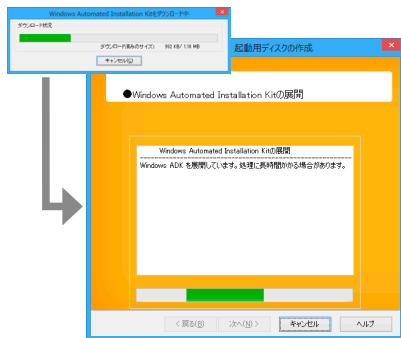 Windows Automated Installation Kitをダウンロード中
ダウンロード状況
ダウンロード(済みのサイズ): 902 KB/ 1.18 MB
キャンセル(Q)
起動用ディスクの作成
●Windows Automated Installation Kitの展開
Windows Automated Installation Kitの展開
Windows ADK を展開しています。処理に長時間かかる場合があります。
< 戻る(B)
次へ(N) >
キャンセル
ヘルプ